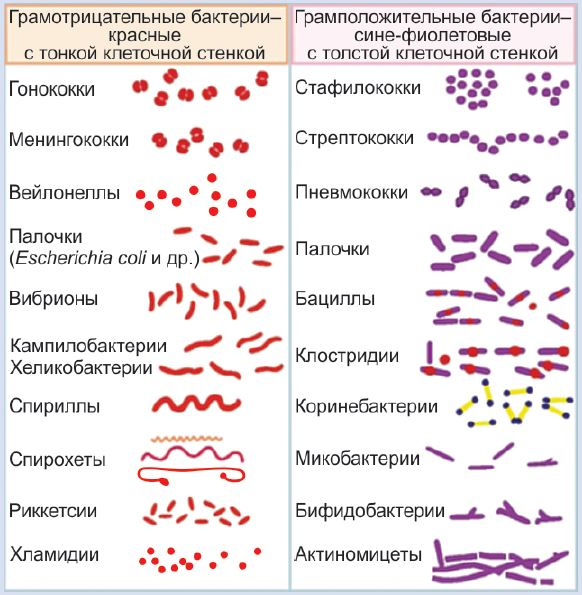 Грамотрицательные бактерии–
красные
с тонкой клеточной стенкой
Гонококки
Менингококки
Вейлонеллы
Палочки
(Escherichia coli и др.)
Вибрионы
Кампилобактерии
Хеликобактерии
Спириллы
Спирохеты
Риккетсии
Хламидии
Грамположительные бактерии–
сине-фиолетовые
с толстой клеточной стенкой
Стафилококки
Стрептококки
Пневмококки
Палочки
Бациллы
Клостридии
Коринебактерии
Микобактерии
Бифидобактерии
Актиномицеты